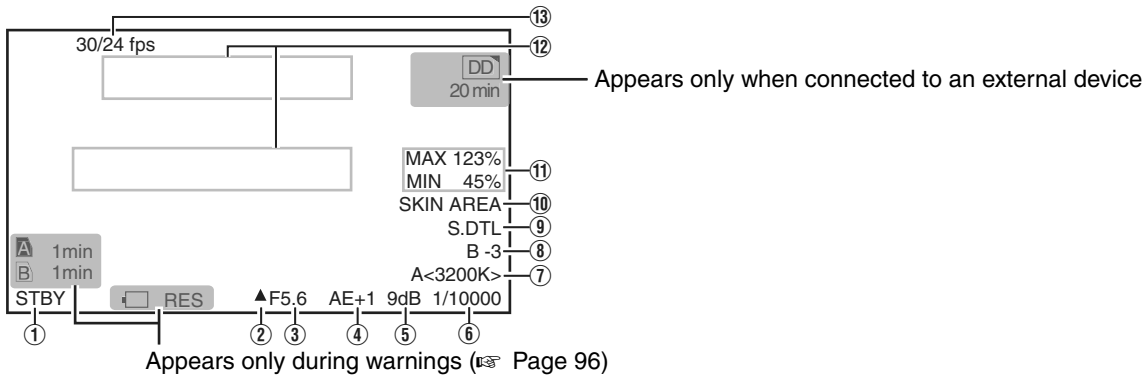 ⑬
30/24 fps
⑫
DD
20 min
Appears only when connected to an external device
MAX 123%
MIN 45%
⑪
SKIN AREA ⑩
S.DTL ⑨
B -3 ⑧
A<3200K> ⑦
A 1min
B 1min
STBY RES ▲F5.6 AE+1 9dB 1/10000
① ② ③ ④ ⑤ ⑥
Appears only during warnings (☞ Page 96)